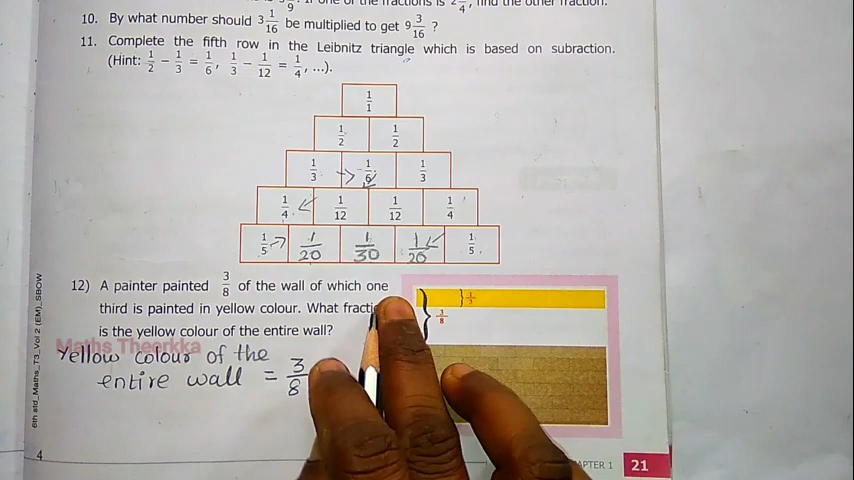 10. By what number should 3 1/16 be multiplied to get 9 3/16 ?
11. Complete the fifth row in the Leibnitz triangle which is based on subtraction.
(Hint: 1/2 − 1/3 = 1/6, 1/3 − 1/12 = 1/4, ...).
1/1
1/2 1/2
1/3 1/6 1/3
1/4 1/12 1/12 1/4
1/5 1/20 1/30 1/20 1/5
12) A painter painted 3/8 of the wall of which one
third is painted in yellow colour. What
is the yellow colour of the entire wall?
1/3
3/8
Maths Theerkka
Yellow colour of the
entire wall = 3/8
6th std_Maths_T3_Vol 2 (EM)_SBOW
4
21